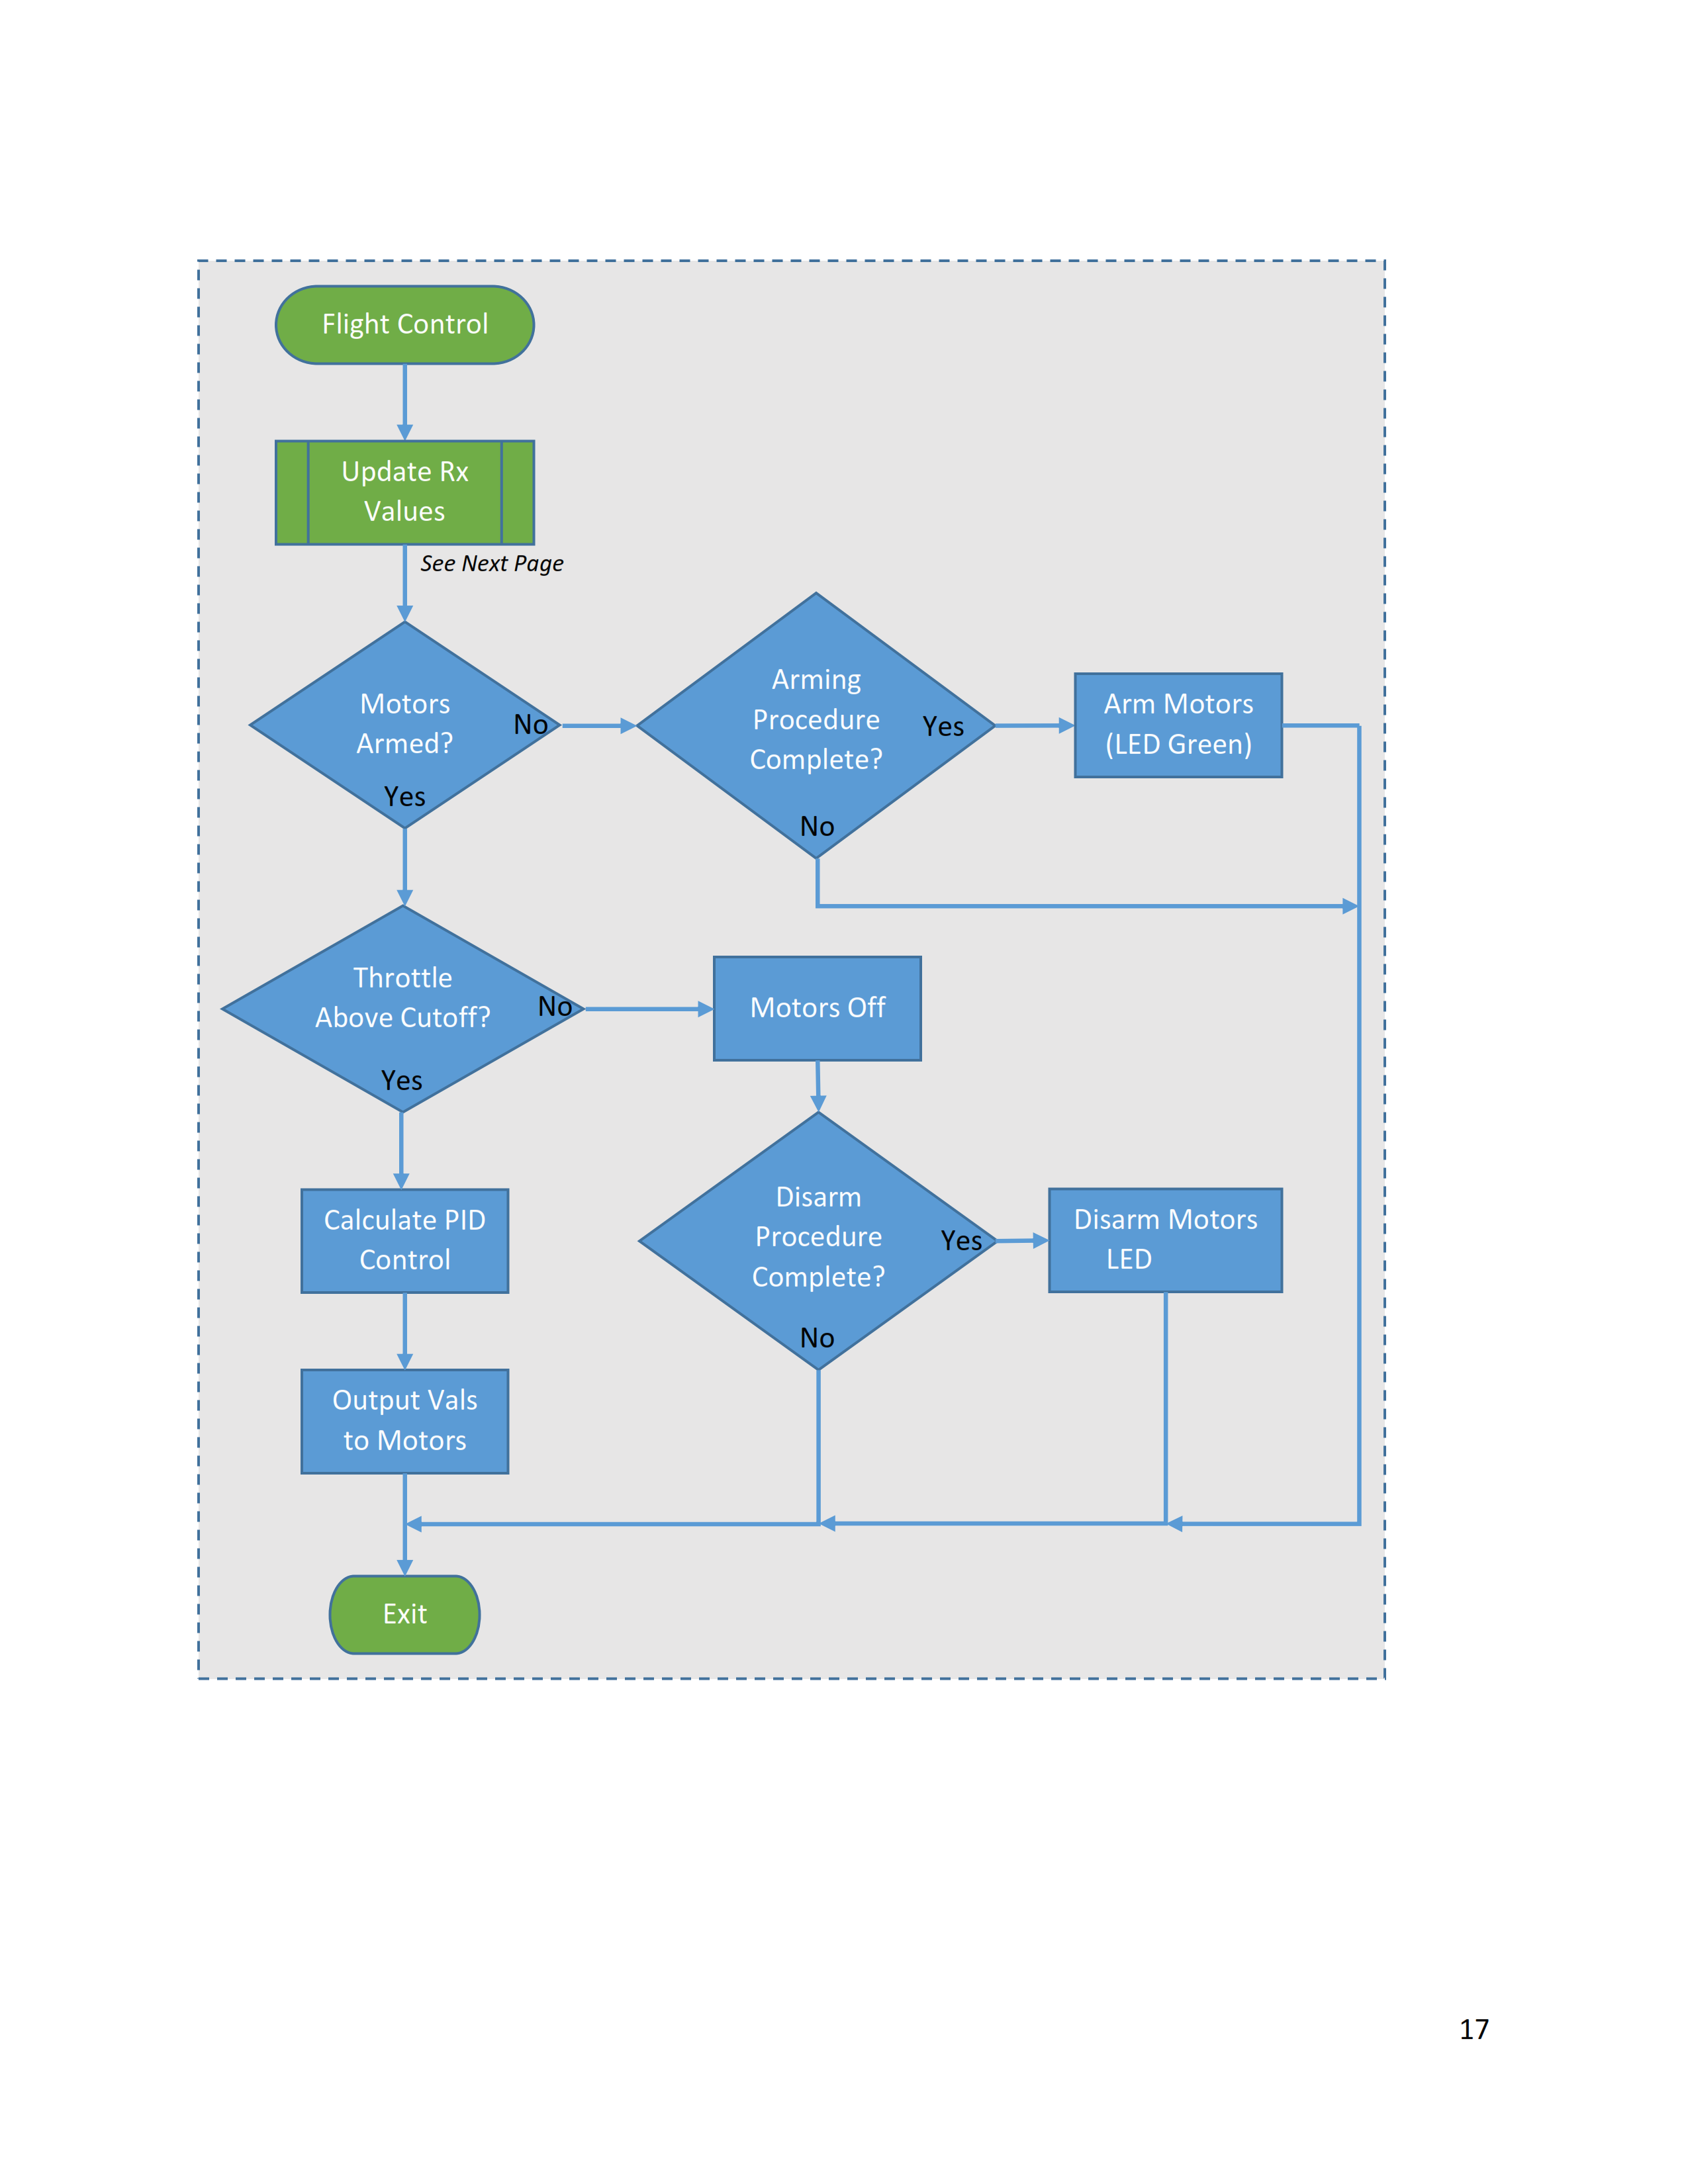 Flight Control
Update Rx
Values
See Next Page
Motors
Armed?
No
Yes
Arming
Procedure
Complete?
Yes
No
Arm Motors
(LED Green)
Throttle
Above Cutoff?
No
Yes
Motors Off
Calculate PID
Control
Disarm
Procedure
Complete?
Yes
No
Disarm Motors
LED
Output Vals
to Motors
Exit
17